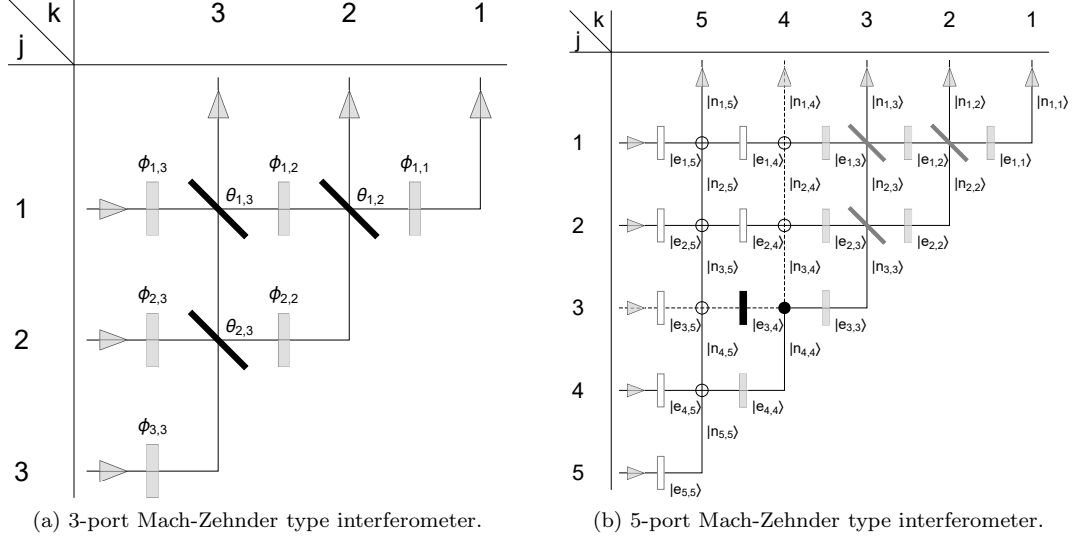 k 3 2 1
j
ϕ1,3 ϕ1,2 ϕ1,1
1 θ1,3 θ1,2
ϕ2,3 ϕ2,2
2 θ2,3
ϕ3,3
3
(a) 3-port Mach-Zehnder type interferometer.
k 5 4 3 2 1
j
|n1,5⟩ |n1,4⟩ |n1,3⟩ |n1,2⟩ |n1,1⟩
1
|e1,5⟩ |e1,4⟩ |e1,3⟩ |e1,2⟩ |e1,1⟩
|n2,5⟩ |n2,4⟩ |n2,3⟩ |n2,2⟩
2
|e2,5⟩ |e2,4⟩ |e2,3⟩ |e2,2⟩
|n3,5⟩ |n3,4⟩ |n3,3⟩
3
|e3,5⟩ |e3,4⟩ |e3,3⟩
|n4,5⟩ |n4,4⟩
4
|e4,5⟩ |e4,4⟩
|n5,5⟩
5
|e5,5⟩
(b) 5-port Mach-Zehnder type interferometer.